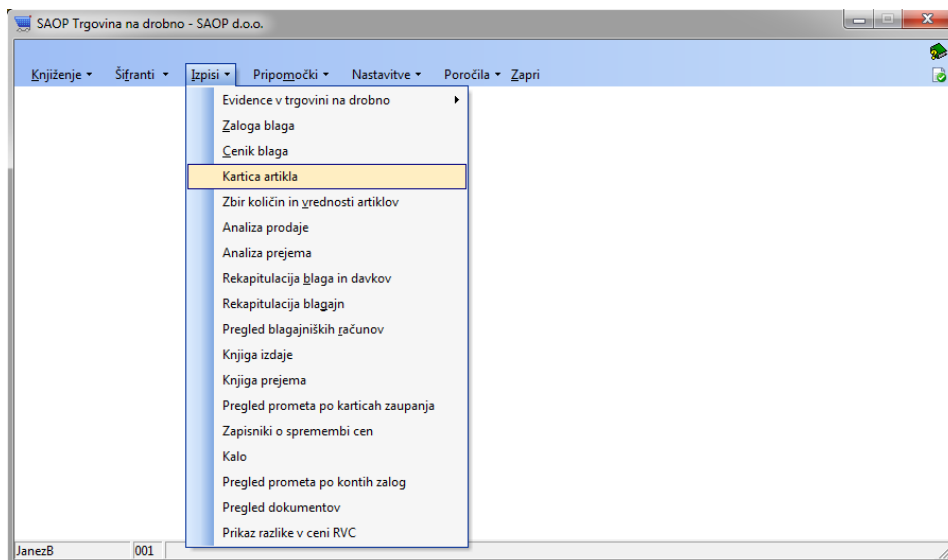 SAOP Trgovina na drobno - SAOP d.o.o.
Knjiženje Šifranti Izpisi Pripomočki Nastavitve Poročila Zapri
Evidence v trgovini na drobno
Zaloga blaga
Cenik blaga
Kartica artikla
Zbir količin in vrednosti artiklov
Analiza prodaje
Analiza prejema
Rekapitulacija blaga in davkov
Rekapitulacija blagajn
Pregled blagajniških računov
Knjiga izdaje
Knjiga prejema
Pregled prometa po karticah zaupanja
Zapisniki o spremembi cen
Kalo
Pregled prometa po kontih zalog
Pregled dokumentov
Prikaz razlike v ceni RVC
JanezB 001